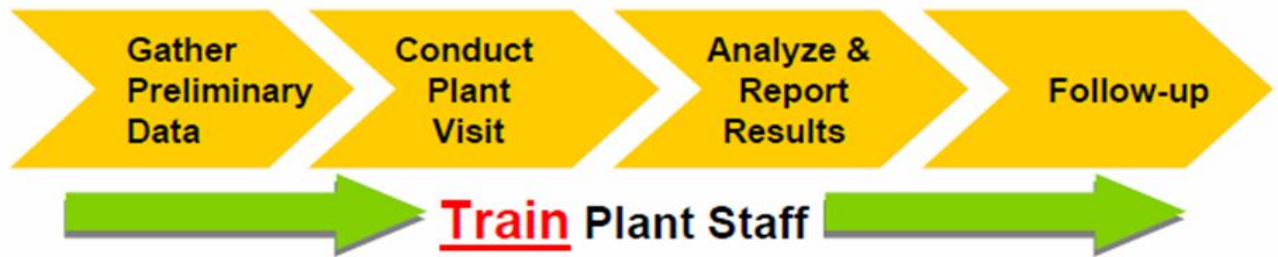 Gather
Preliminary
Data
Conduct
Plant
Visit
Analyze &
Report
Results
Follow-up
Train Plant Staff